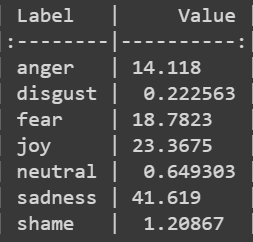 | Label    |     Value |
|:--------|----------:|
| anger    | 14.118    |
| disgust  |  0.222563 |
| fear     | 18.7823   |
| joy      | 23.3675   |
| neutral  |  0.649303 |
| sadness  | 41.619    |
| shame    |  1.20867  |